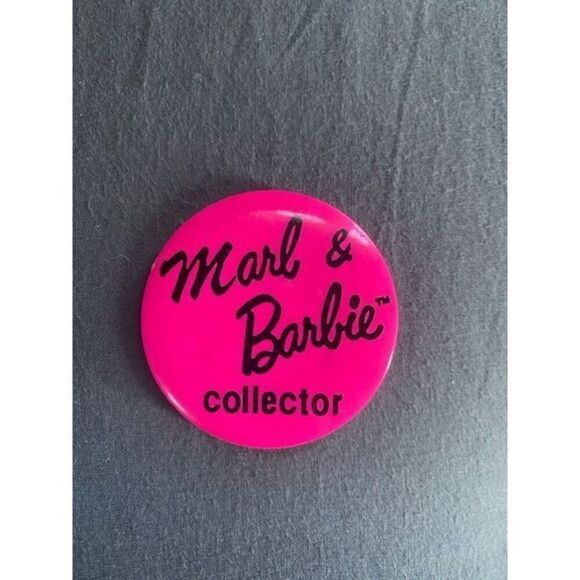 Marl &
Barbie™
collector